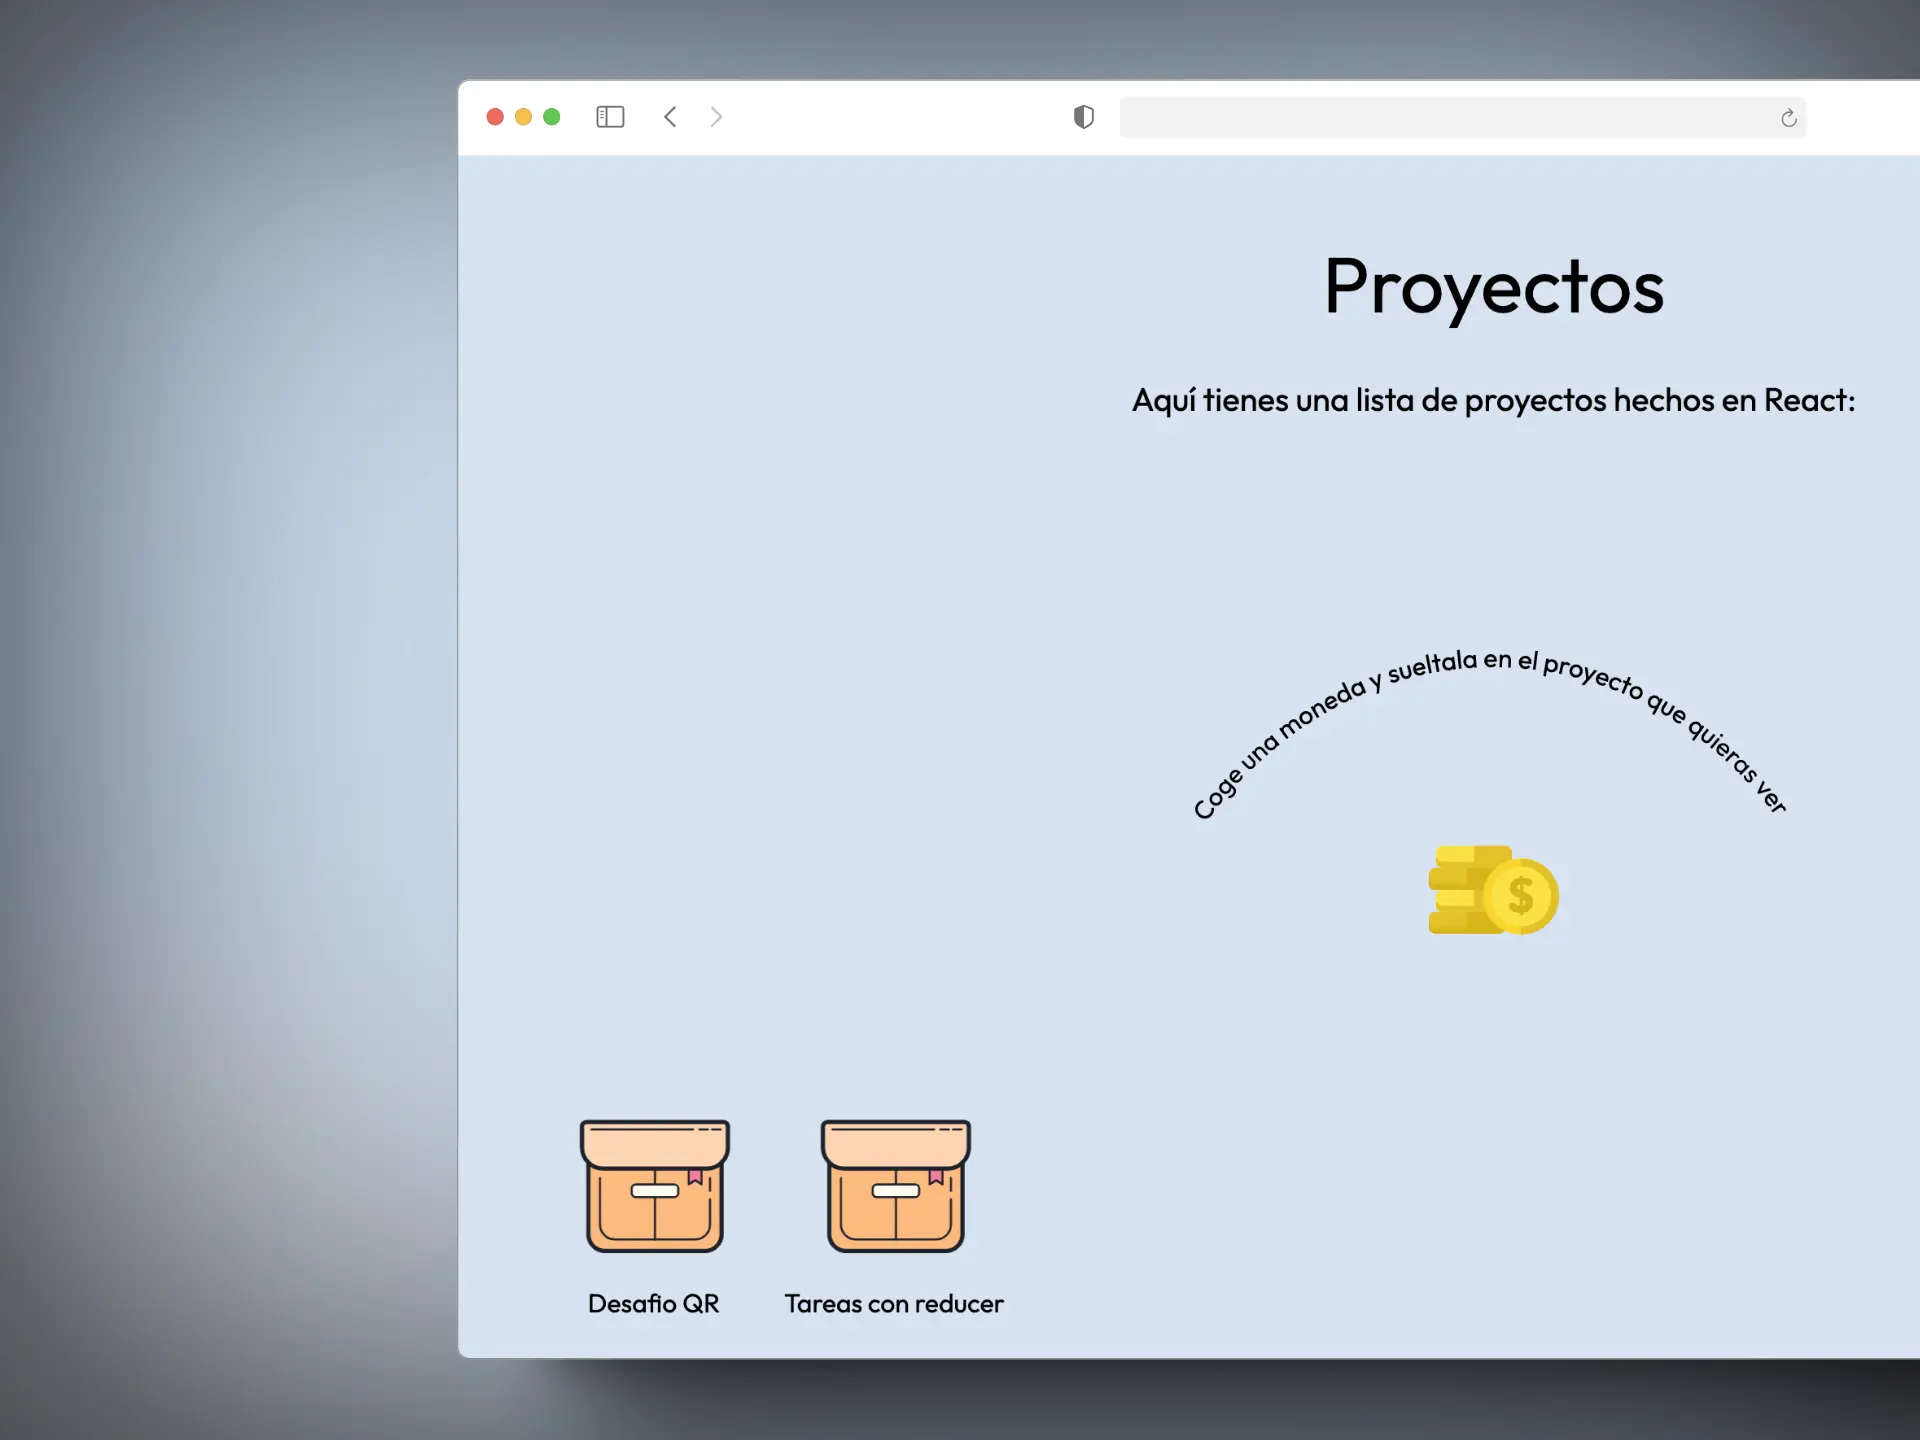 Proyectos
Aquí tienes una lista de proyectos hechos en React:
Coge una moneda y sueltala en el proyecto que quieras ver
$
Desafio QR
Tareas con reducer